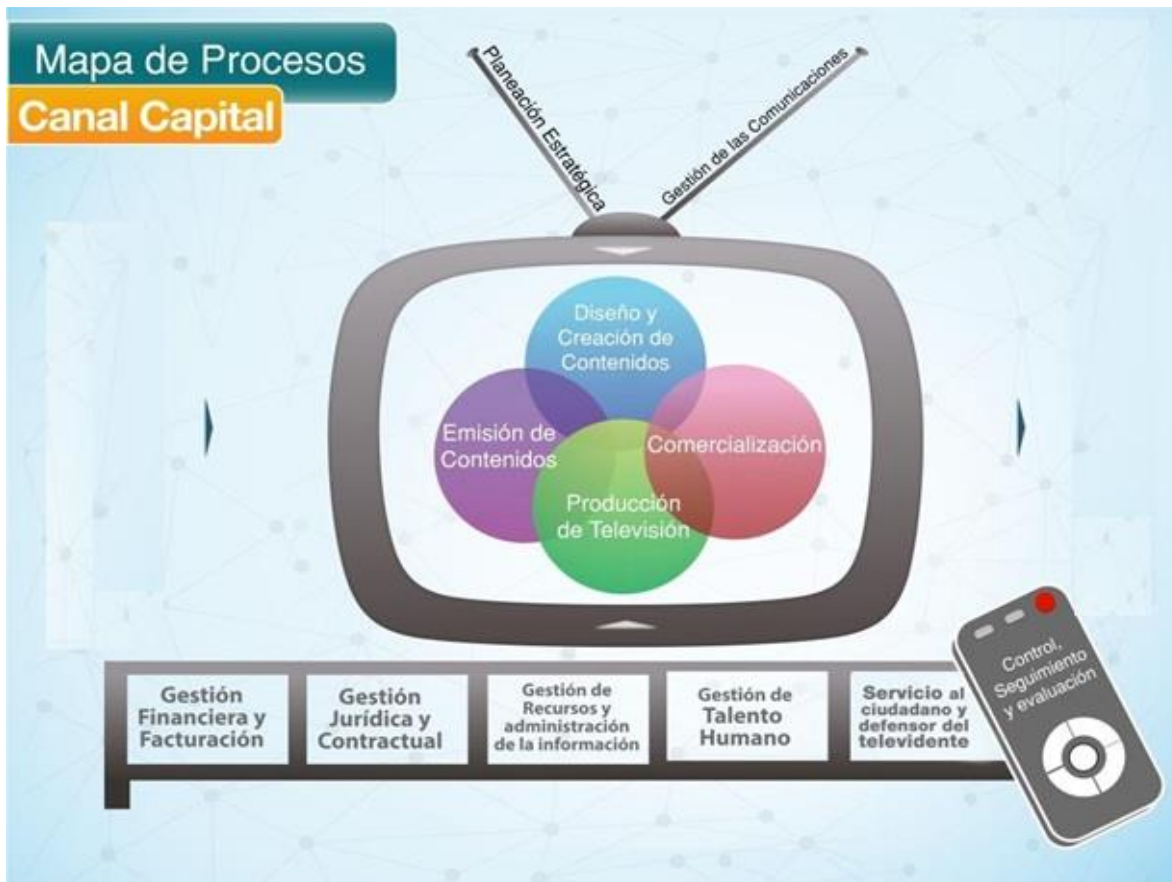 Mapa de Procesos
Canal Capital
Planeación Estratégica
Gestión de las Comunicaciones
Diseño y
Creación de
Contenidos
Emisión de
Contenidos
Comercialización
Producción
de Televisión
Gestión
Financiera y
Facturación
Gestión
Jurídica y
Contractual
Gestión de
Recursos y
administración
de la información
Gestión de
Talento
Humano
Servicio al
ciudadano y
defensor del
televidente
Control,
Seguimiento
y evaluación